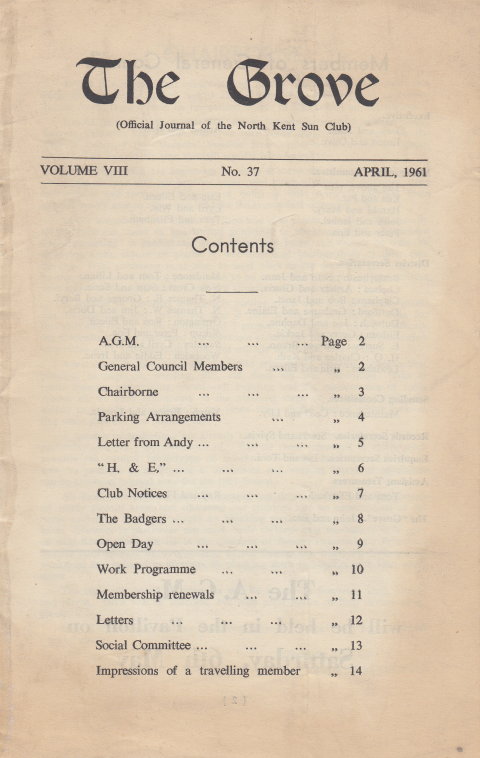 The Grove
(Official Journal of the North Kent Sun Club)
VOLUME VIII No. 37 APRIL, 1961
Contents
A.G.M. ... ... ... Page 2
General Council Members ... „ 2
Chairborne ... ... ... „ 3
Parking Arrangements ... „ 4
Letter from Andy ... ... ... „ 5
“H. & E,” ... ... ... „ 6
Club Notices ... ... ... „ 7
The Badgers ... ... ... „ 8
Open Day ... ... ... „ 9
Work Programme ... ... „ 10
Membership renewals ... ... „ 11
Letters ... ... ... „ 12
Social Committee ... ... ... „ 13
Impressions of a travelling member „ 14